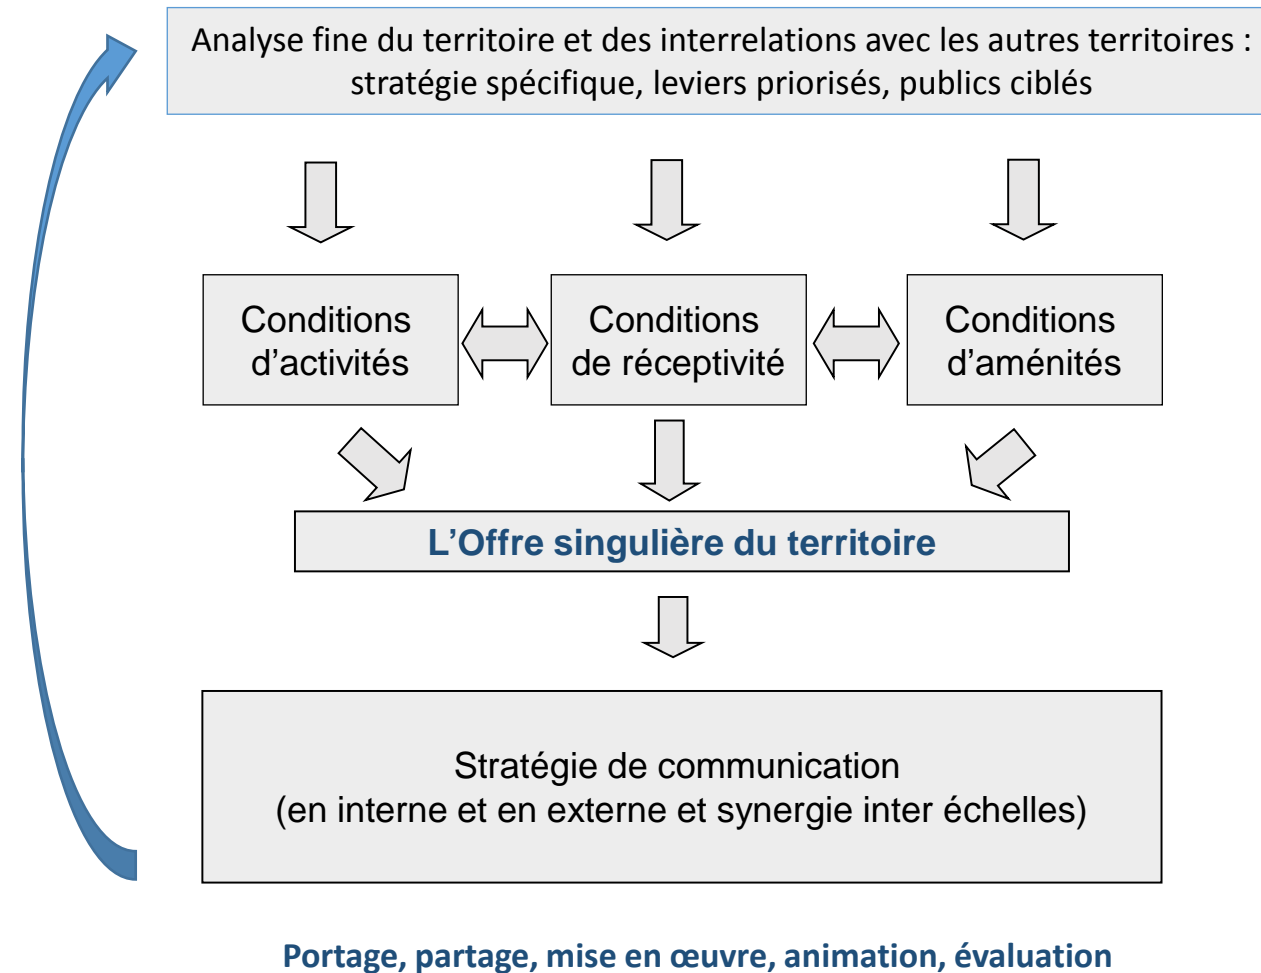 Analyse fine du territoire et des interrelations avec les autres territoires :
stratégie spécifique, leviers priorisés, publics ciblés
Conditions
d’activités
Conditions
de réceptivité
Conditions
d’aménités
L’Offre singulière du territoire
Stratégie de communication
(en interne et en externe et synergie inter échelles)
Portage, partage, mise en œuvre, animation, évaluation